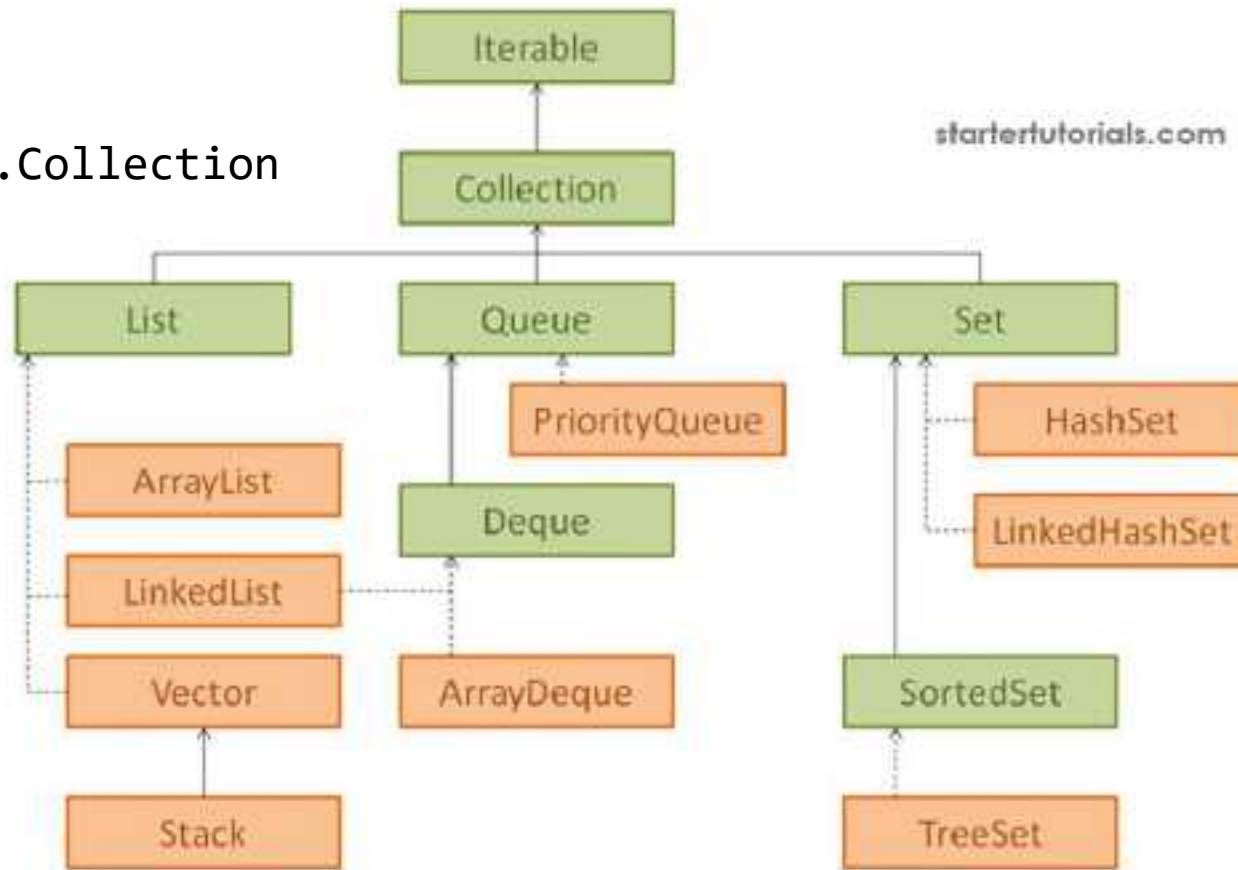 Iterable
startertutorials.com
.Collection
Collection
List
Queue
Set
PriorityQueue
HashSet
ArrayList
Deque
LinkedHashSet
LinkedList
Vector
ArrayDeque
SortedSet
Stack
TreeSet